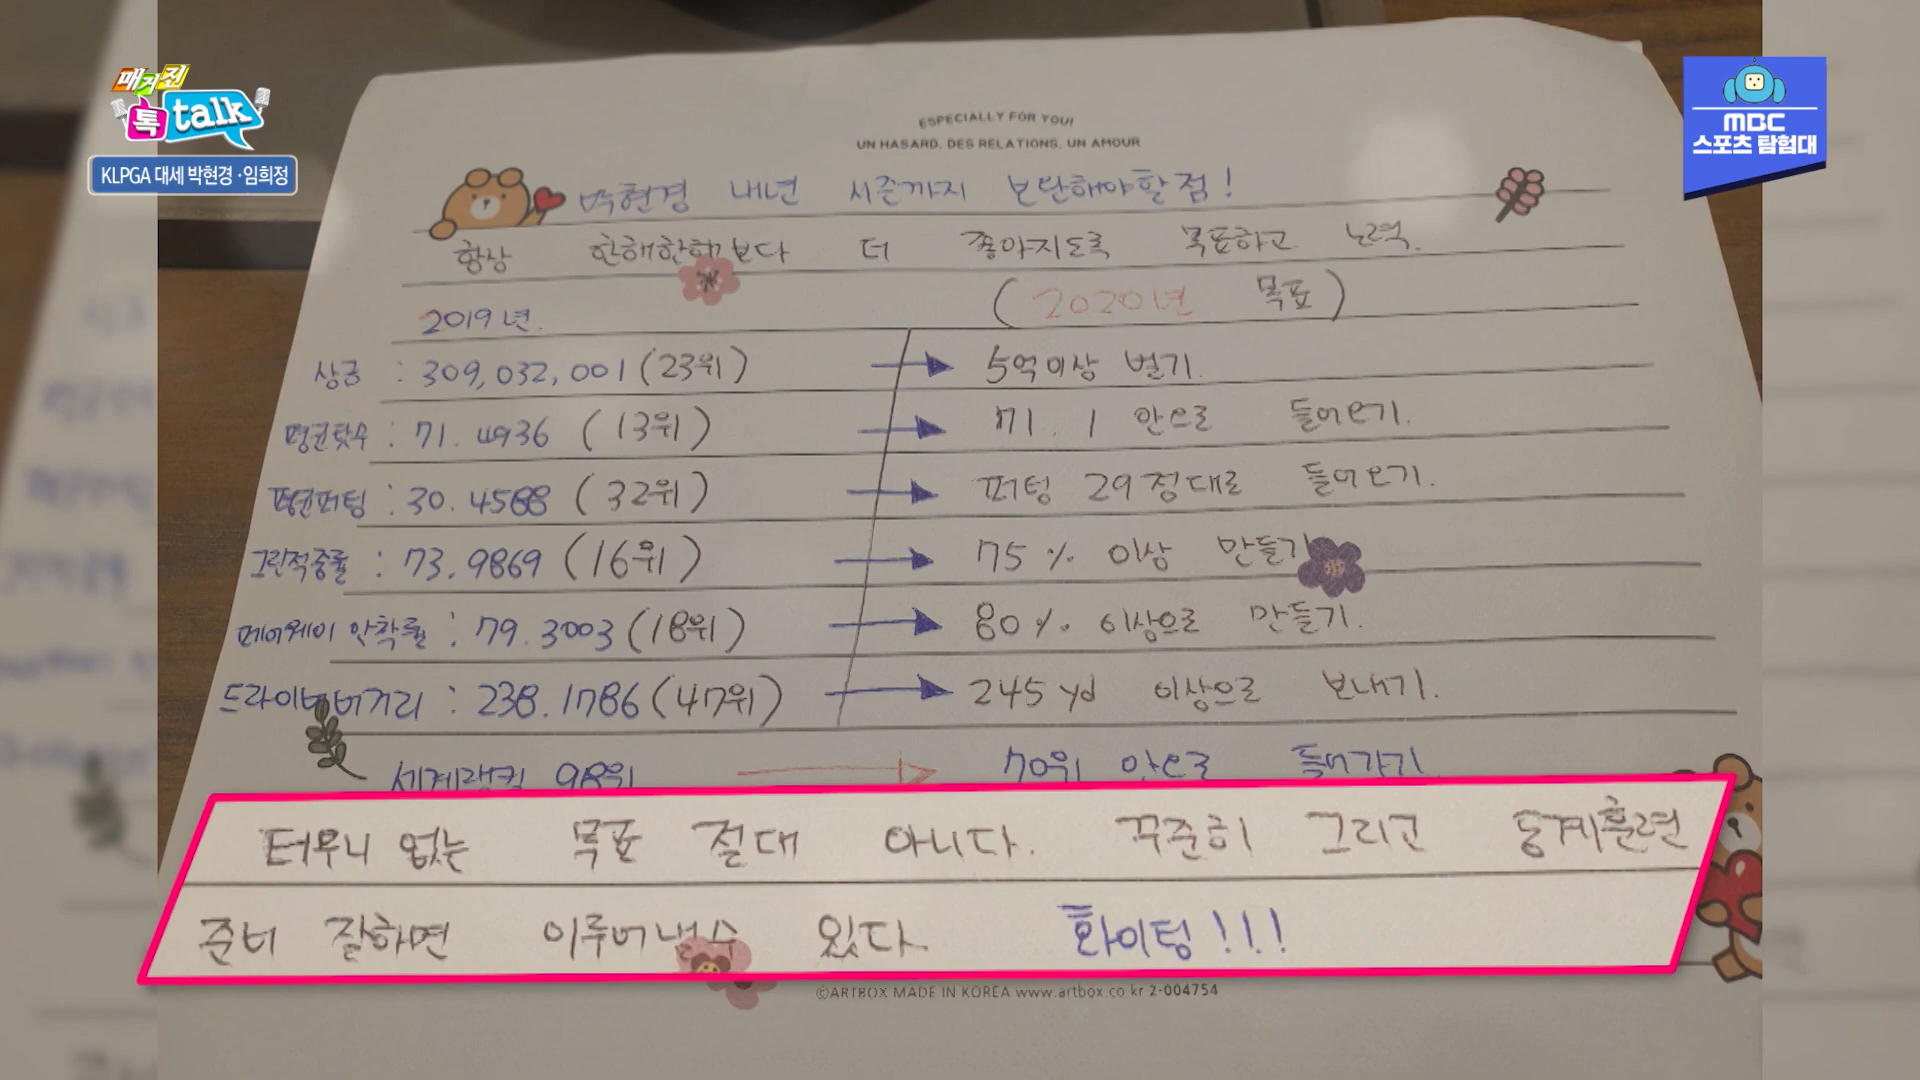 매거진
톡 talk
KLPGA 대세 박현경·임희정
MBC
스포츠 탐험대
ESPECIALLY FOR YOU!
UN HASARD, DES RELATIONS, UN AMOUR
박현경 내년 시즌까지 보완해야할점!
항상 한해한해보다 더 좋아지도록 목표하고 노력.
2019년. (2020년 목표)
상금 : 309,032,001 (23위) → 5억이상 벌기.
평균탓수 : 71.4936 (13위) → 71.1 안으로 들어오기.
평균퍼팅 : 30.4588 (32위) → 퍼팅 29정대로 들어오기.
그린적중률 : 73.9869 (16위) → 75% 이상 만들기
페어웨이 안착률 : 79.3003 (18위) → 80% 이상으로 만들기.
드라이버비거리 : 238.1786 (47위) → 245yd 이상으로 보내기.
세계랭킹 98위 → 70위 안으로 들어가기
터무니 없는 목표 절대 아니다. 꾸준히 그리고 동계훈련
준비 잘하면 이루어낼수 있다. 화이팅!!!
©ARTBOX MADE IN KOREA www.artbox.co.kr 2-004754